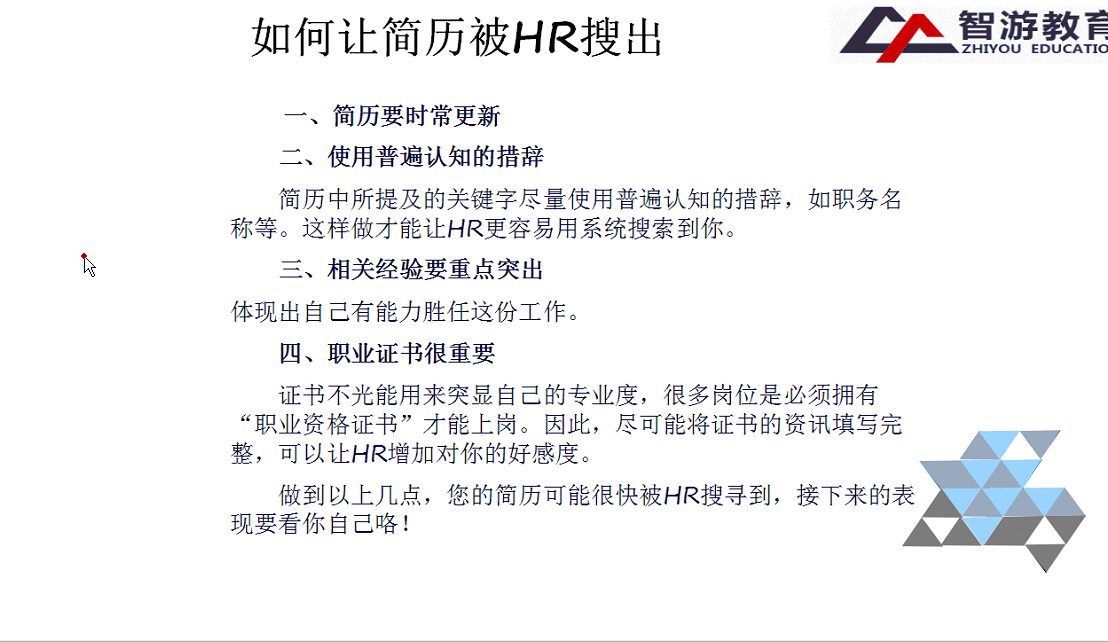 如何让简历被HR搜出
智游教育
ZHIYOU EDUCATIO
一、简历要时常更新
二、使用普遍认知的措辞
简历中所提及的关键字尽量使用普遍认知的措辞，如职务名
称等。这样做才能让HR更容易用系统搜索到你。
三、相关经验要重点突出
体现出自己有能力胜任这份工作。
四、职业证书很重要
证书不光能用来突显自己的专业度，很多岗位是必须拥有
“职业资格证书”才能上岗。因此，尽可能将证书的资讯填写完
整，可以让HR增加对你的好感度。
做到以上几点，您的简历可能很快被HR搜寻到，接下来的表
现要看你自己咯！